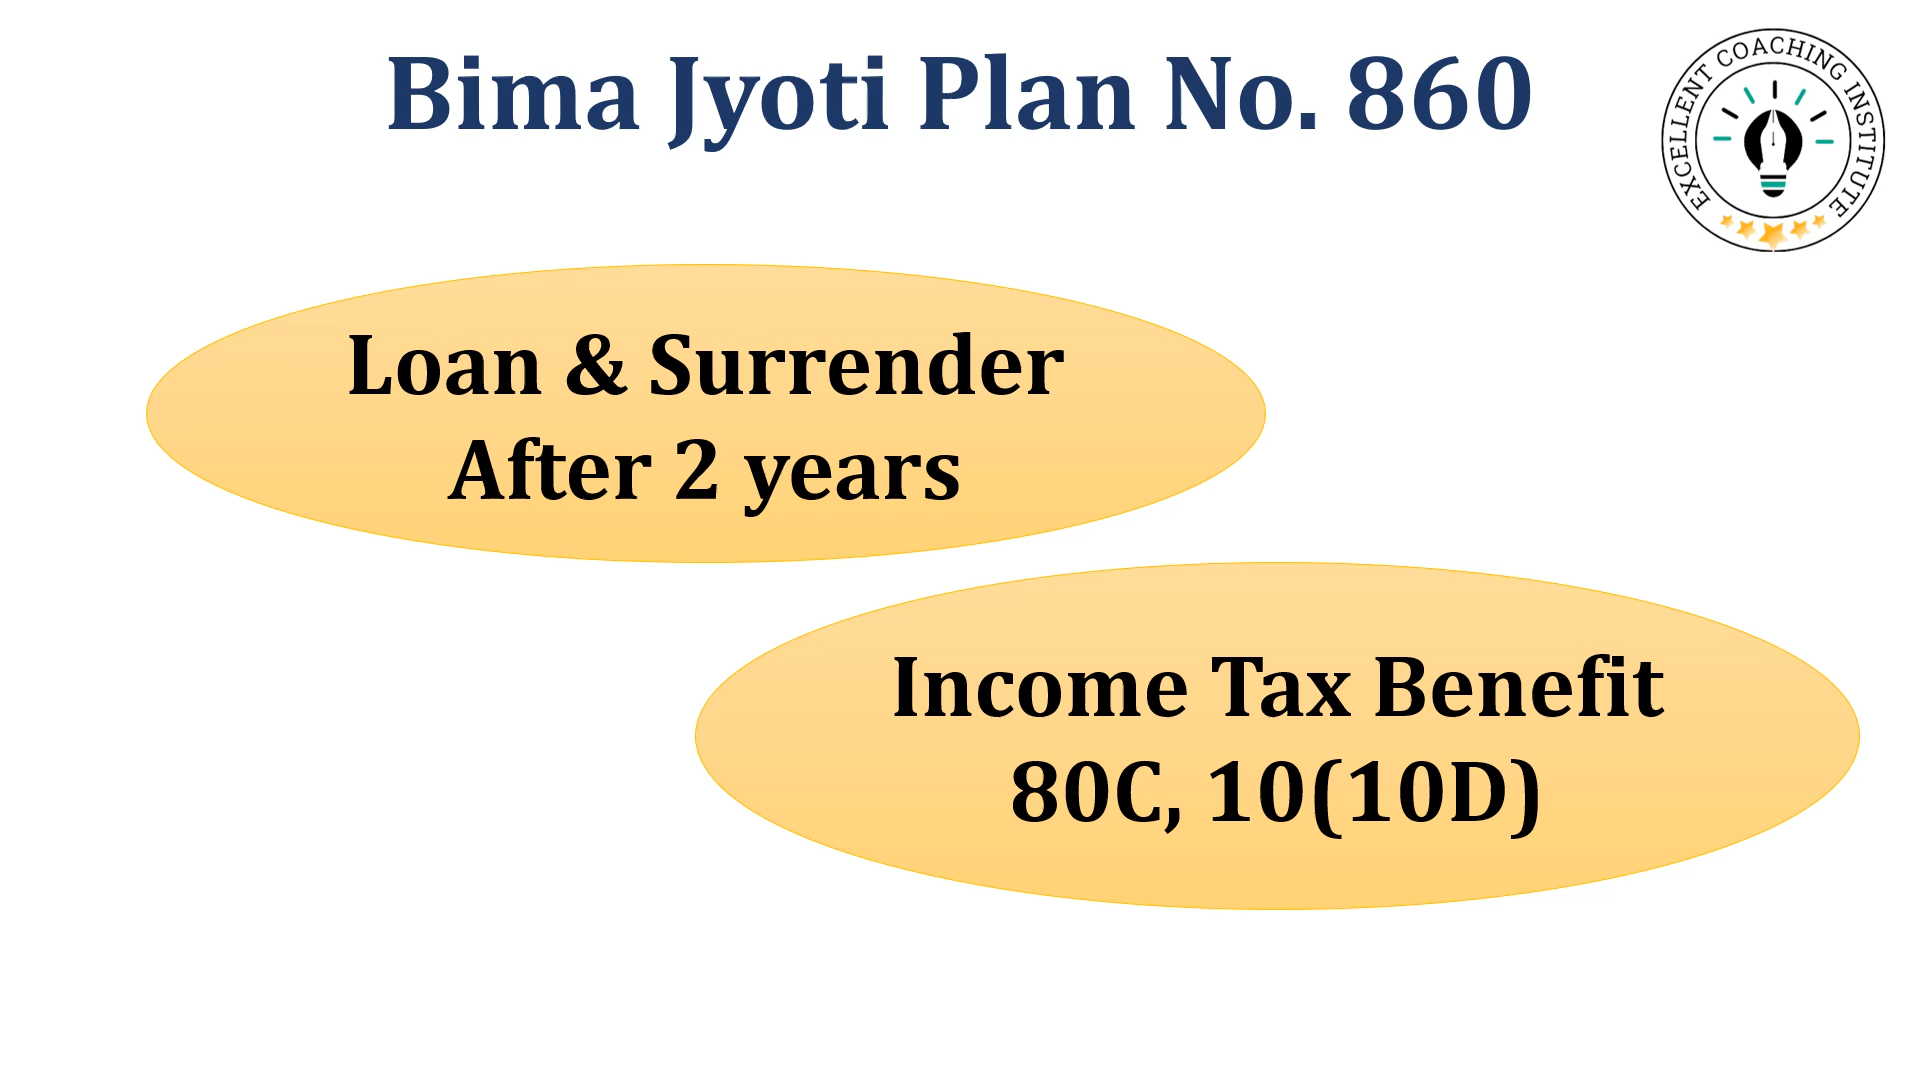 Bima Jyoti Plan No. 860
EXCELLENT COACHING INSTITUTE
Loan & Surrender
After 2 years
Income Tax Benefit
80C, 10(10D)